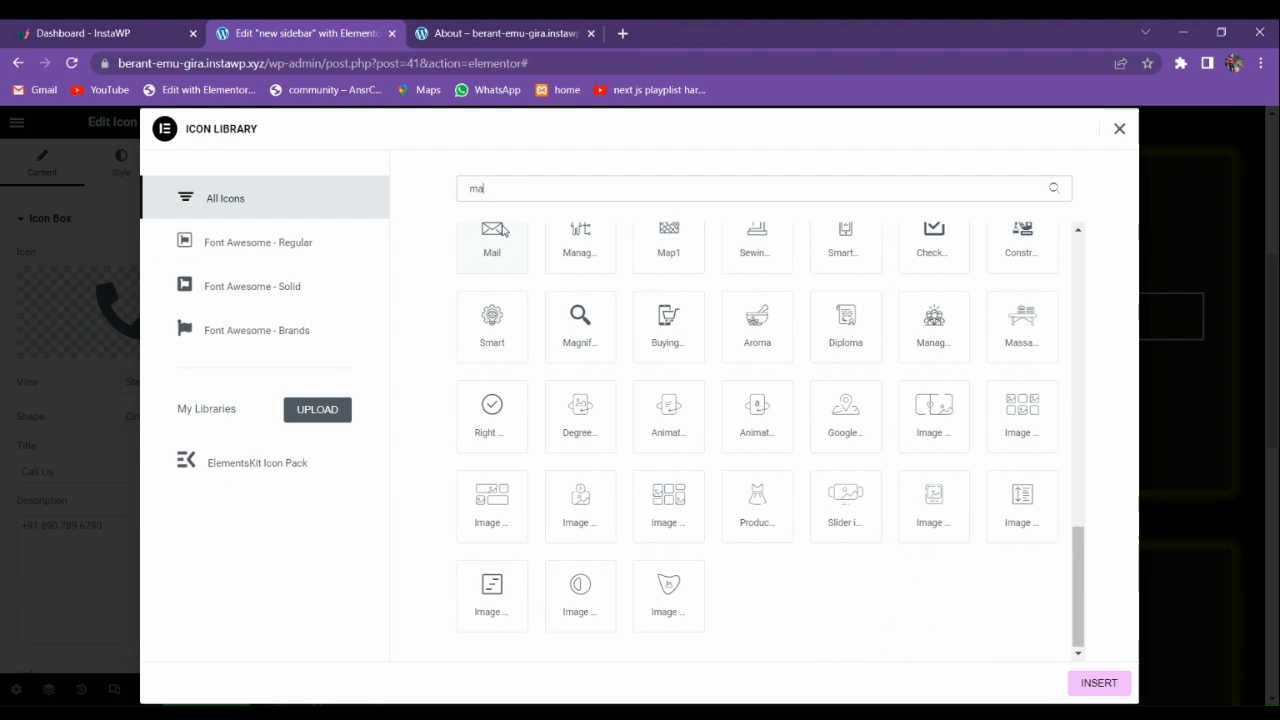 Dashboard - InstaWP
Edit "new sidebar" with Elemento
About – berant-emu-gira.instaw
berant-emu-gira.instawp.xyz/wp-admin/post.php?post=41&action=elementor#
Gmail YouTube Edit with Elementor... community – AnsrC... Maps WhatsApp home next js playlist har...
Edit Icon
ICON LIBRARY
Content Style
ma
All Icons
Icon Box
Font Awesome - Regular
Icon
Font Awesome - Solid
Font Awesome - Brands
View Sta
My Libraries UPLOAD
Shape Cir
Title
ElementsKit Icon Pack
Call Us
Description
+91 890 789 6790
Mail Manag... Map1 Sewin... Smart... Check... Constr...
Smart Magnif... Buying... Aroma Diploma Manag... Massa...
Right ... Degree... Animat... Animat... Google... Image ... Image ...
Image ... Image ... Image ... Produc... Slider i... Image ... Image ...
Image ... Image ... Image ...
INSERT